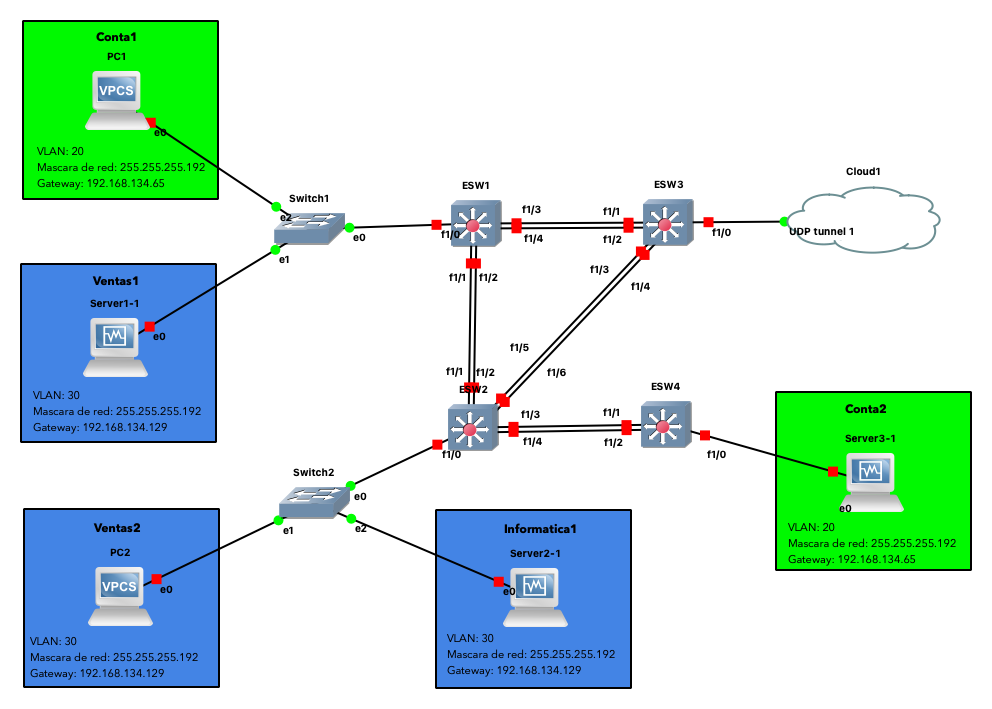 Conta1
PC1
VPCS
e0
VLAN: 20
Mascara de red: 255.255.255.192
Gateway: 192.168.134.65
Switch1
e2
e0
e1
ESW1
f1/0
f1/3
f1/4
f1/1
f1/2
ESW3
f1/1
f1/2
f1/0
f1/3
f1/4
Cloud1
UDP tunnel 1
Ventas1
Server1-1
e0
VLAN: 30
Mascara de red: 255.255.255.192
Gateway: 192.168.134.129
f1/5
f1/6
f1/1
f1/2
ESW2
f1/3
f1/4
f1/0
ESW4
f1/1
f1/2
f1/0
Conta2
Server3-1
e0
VLAN: 20
Mascara de red: 255.255.255.192
Gateway: 192.168.134.65
Switch2
e0
e1
e2
Ventas2
PC2
VPCS
e0
VLAN: 30
Mascara de red: 255.255.255.192
Gateway: 192.168.134.129
Informatica1
Server2-1
e0
VLAN: 30
Mascara de red: 255.255.255.192
Gateway: 192.168.134.129